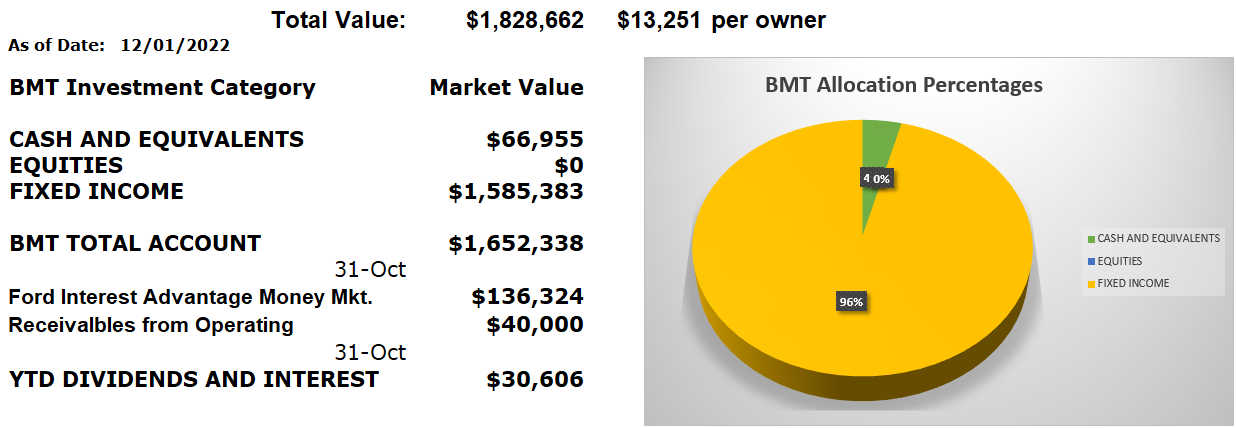 Total Value: $1,828,662 $13,251 per owner
As of Date: 12/01/2022
BMT Investment Category Market Value
CASH AND EQUIVALENTS $66,955
EQUITIES $0
FIXED INCOME $1,585,383
BMT TOTAL ACCOUNT $1,652,338
31-Oct
Ford Interest Advantage Money Mkt. $136,324
Receivalbles from Operating $40,000
31-Oct
YTD DIVIDENDS AND INTEREST $30,606
BMT Allocation Percentages
4 0%
96%
CASH AND EQUIVALENTS
EQUITIES
FIXED INCOME